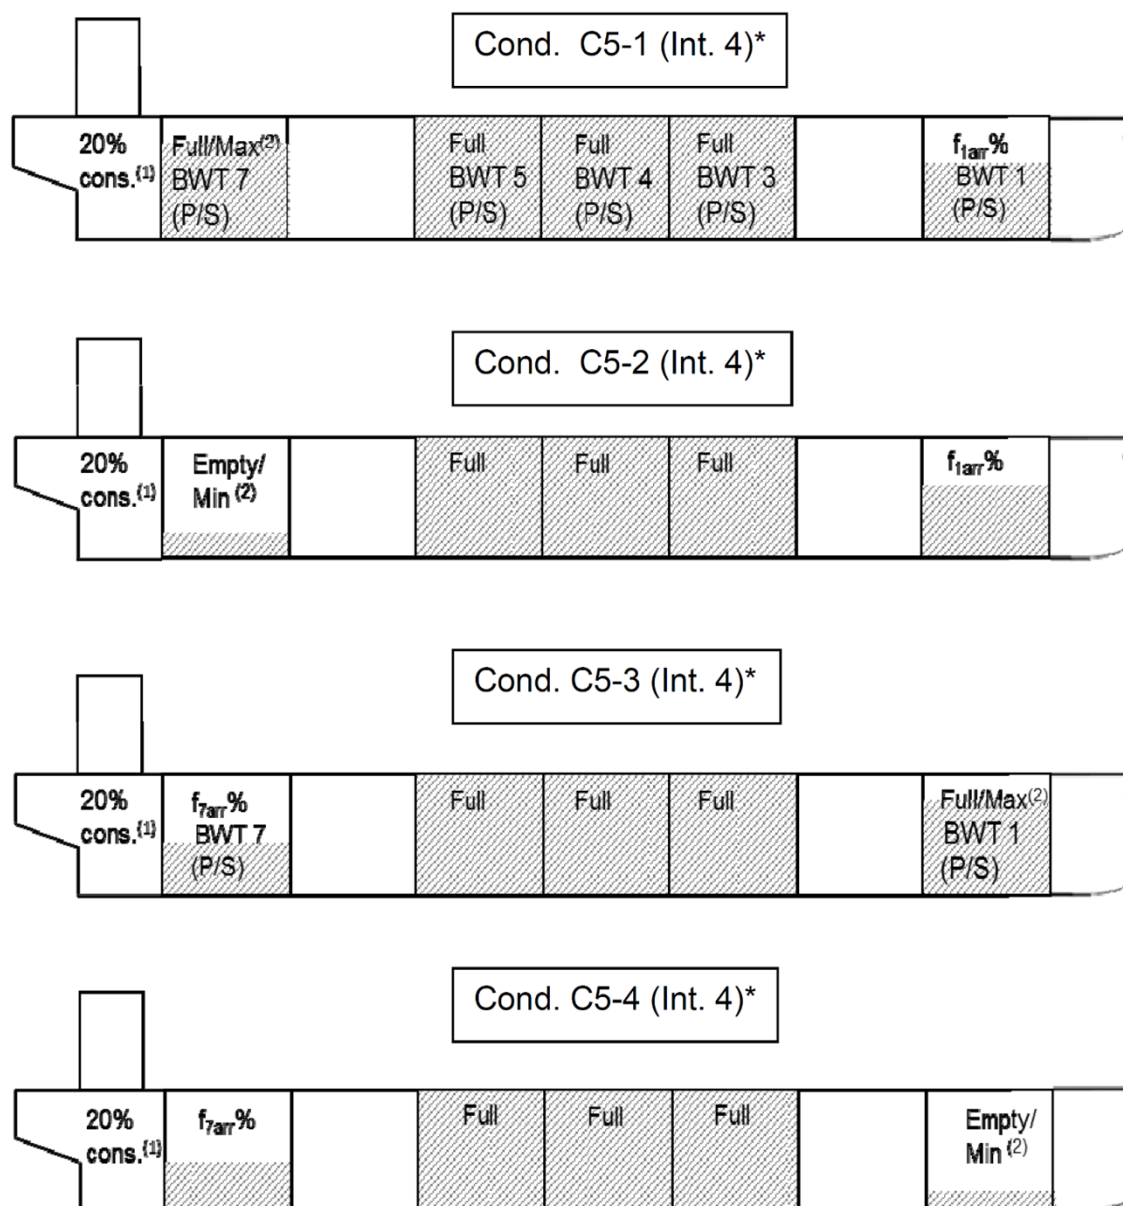 Cond. C5-1 (Int. 4)*
20%
cons.(1)
Full/Max(2)
BWT 7
(P/S)
Full
BWT 5
(P/S)
Full
BWT 4
(P/S)
Full
BWT 3
(P/S)
f1arr%
BWT 1
(P/S)
Cond. C5-2 (Int. 4)*
20%
cons.(1)
Empty/
Min (2)
Full
Full
Full
f1arr%
Cond. C5-3 (Int. 4)*
20%
cons.(1)
f7arr%
BWT 7
(P/S)
Full
Full
Full
Full/Max(2)
BWT 1
(P/S)
Cond. C5-4 (Int. 4)*
20%
cons.(1)
f7arr%
Full
Full
Full
Empty/
Min (2)